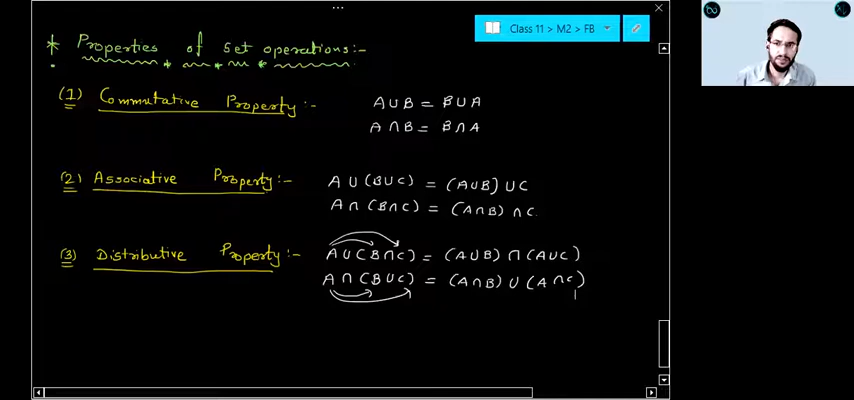 Class 11 > M2 > FB
* Properties of set operations:-
(1) Commutative Property :- A∪B = B∪A
A∩B = B∩A
(2) Associative Property :- A∪(B∪C) = (A∪B)∪C
A∩(B∩C) = (A∩B)∩C.
(3) Distributive Property :- A∪(B∩C) = (A∪B)∩(A∪C)
A∩(B∪C) = (A∩B)∪(A∩C)